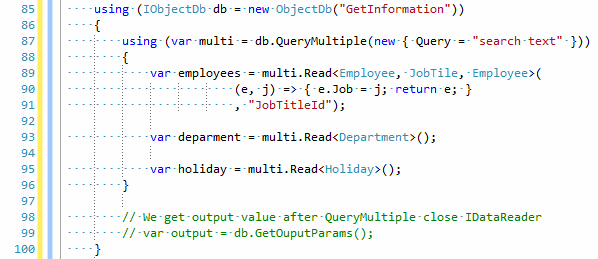 85 using (IObjectDb db = new ObjectDb("GetInformation"))
86 {
87 using (var multi = db.QueryMultiple(new { Query = "search text" }))
88 {
89 var employees = multi.Read<Employee, JobTile, Employee>(
90 (e, j) => { e.Job = j; return e; }
91 , "JobTitleId");
92
93 var deparment = multi.Read<Department>();
94
95 var holiday = multi.Read<Holiday>();
96 }
97
98 // We get output value after QueryMultiple close IDataReader
99 // var output = db.GetOuputParams();
100 }